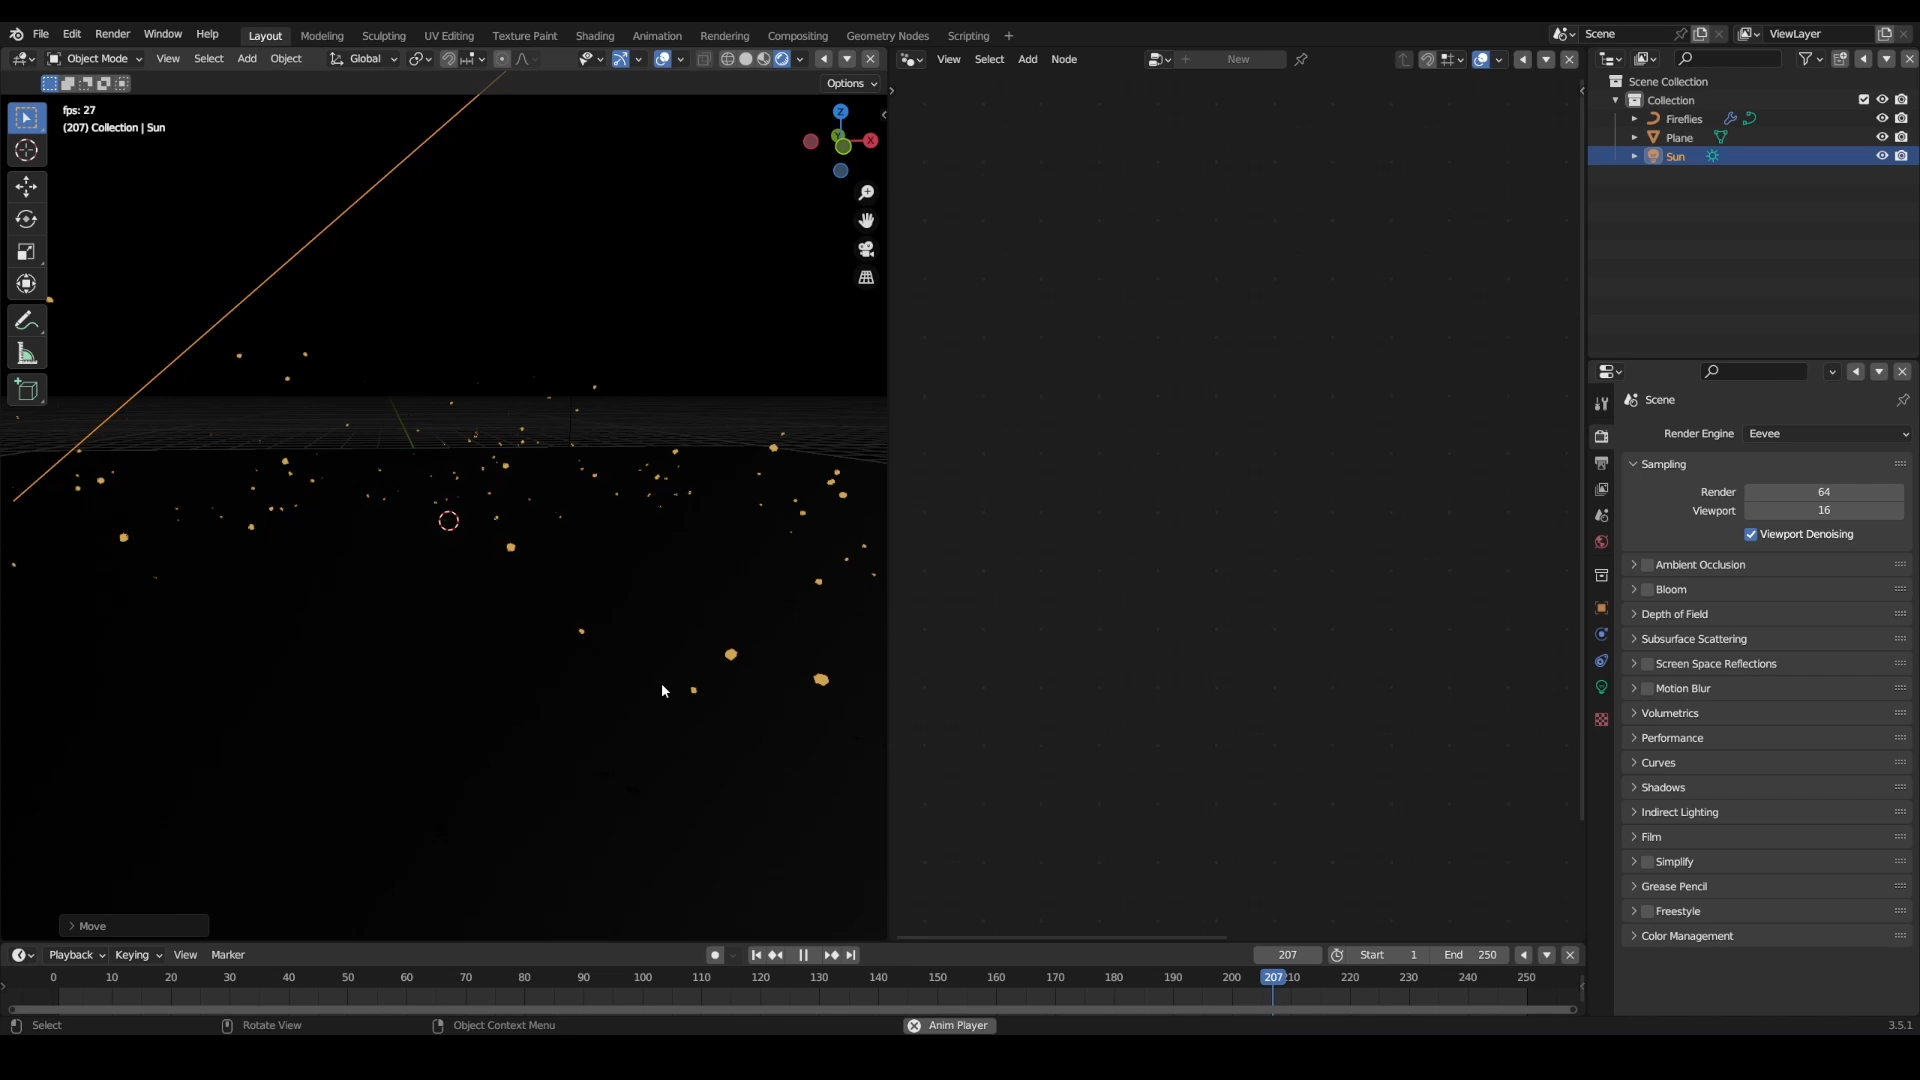 File Edit Render Window Help Layout Modeling Sculpting UV Editing Texture Paint Shading Animation Rendering Compositing Geometry Nodes Scripting + Scene ViewLayer
Object Mode View Select Add Object Global View Select Add Node + New
Options
fps: 27
(207) Collection | Sun
Z
Y
X
Move
Scene Collection
Collection
Fireflies
Plane
Sun
Scene
Render Engine Eevee
Sampling
Render 64
Viewport 16
Viewport Denoising
Ambient Occlusion
Bloom
Depth of Field
Subsurface Scattering
Screen Space Reflections
Motion Blur
Volumetrics
Performance
Curves
Shadows
Indirect Lighting
Film
Simplify
Grease Pencil
Freestyle
Color Management
Playback Keying View Marker 207 Start 1 End 250
0 10 20 30 40 50 60 70 80 90 100 110 120 130 140 150 160 170 180 190 200 207 210 220 230 240 250
Select Rotate View Object Context Menu Anim Player 3.5.1